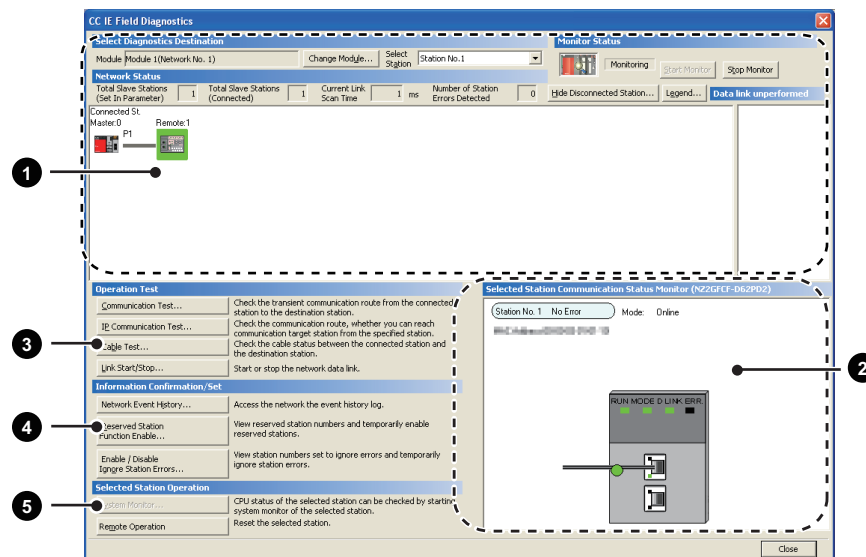 CC IE Field Diagnostics
Select Diagnostics Destination
Monitor Status
Module Module 1(Network No. 1)
Change Module...
Select Station
Station No.1
Monitoring
Start Monitor
Stop Monitor
Network Status
Total Slave Stations (Set In Parameter) 1
Total Slave Stations (Connected) 1
Current Link Scan Time 1 ms
Number of Station Errors Detected 0
Hide Disconnected Station...
Legend...
Data link unperformed
Connected St.
Master:0
Remote:1
P1
1
Operation Test
Communication Test...
Check the transient communication route from the connected station to the destination station.
IP Communication Test...
Check the communication route, whether you can reach communication target station from the specified station.
3
Cable Test...
Check the cable status between the connected station and the destination station.
Link Start/Stop...
Start or stop the network data link.
Information Confirmation/Set
Network Event History...
Access the network the event history log.
4
Reserved Station Function Enable...
View reserved station numbers and temporarily enable reserved stations.
Enable / Disable Ignore Station Errors...
View station numbers set to ignore errors and temporarily ignore station errors.
Selected Station Operation
5
System Monitor...
CPU status of the selected station can be checked by starting system monitor of the selected station.
Remote Operation
Reset the selected station.
Selected Station Communication Status Monitor (NZ2GFCF-D62PD2)
Station No. 1 No Error
Mode: Online
2
RUN MODE D LINK ERR.
Close